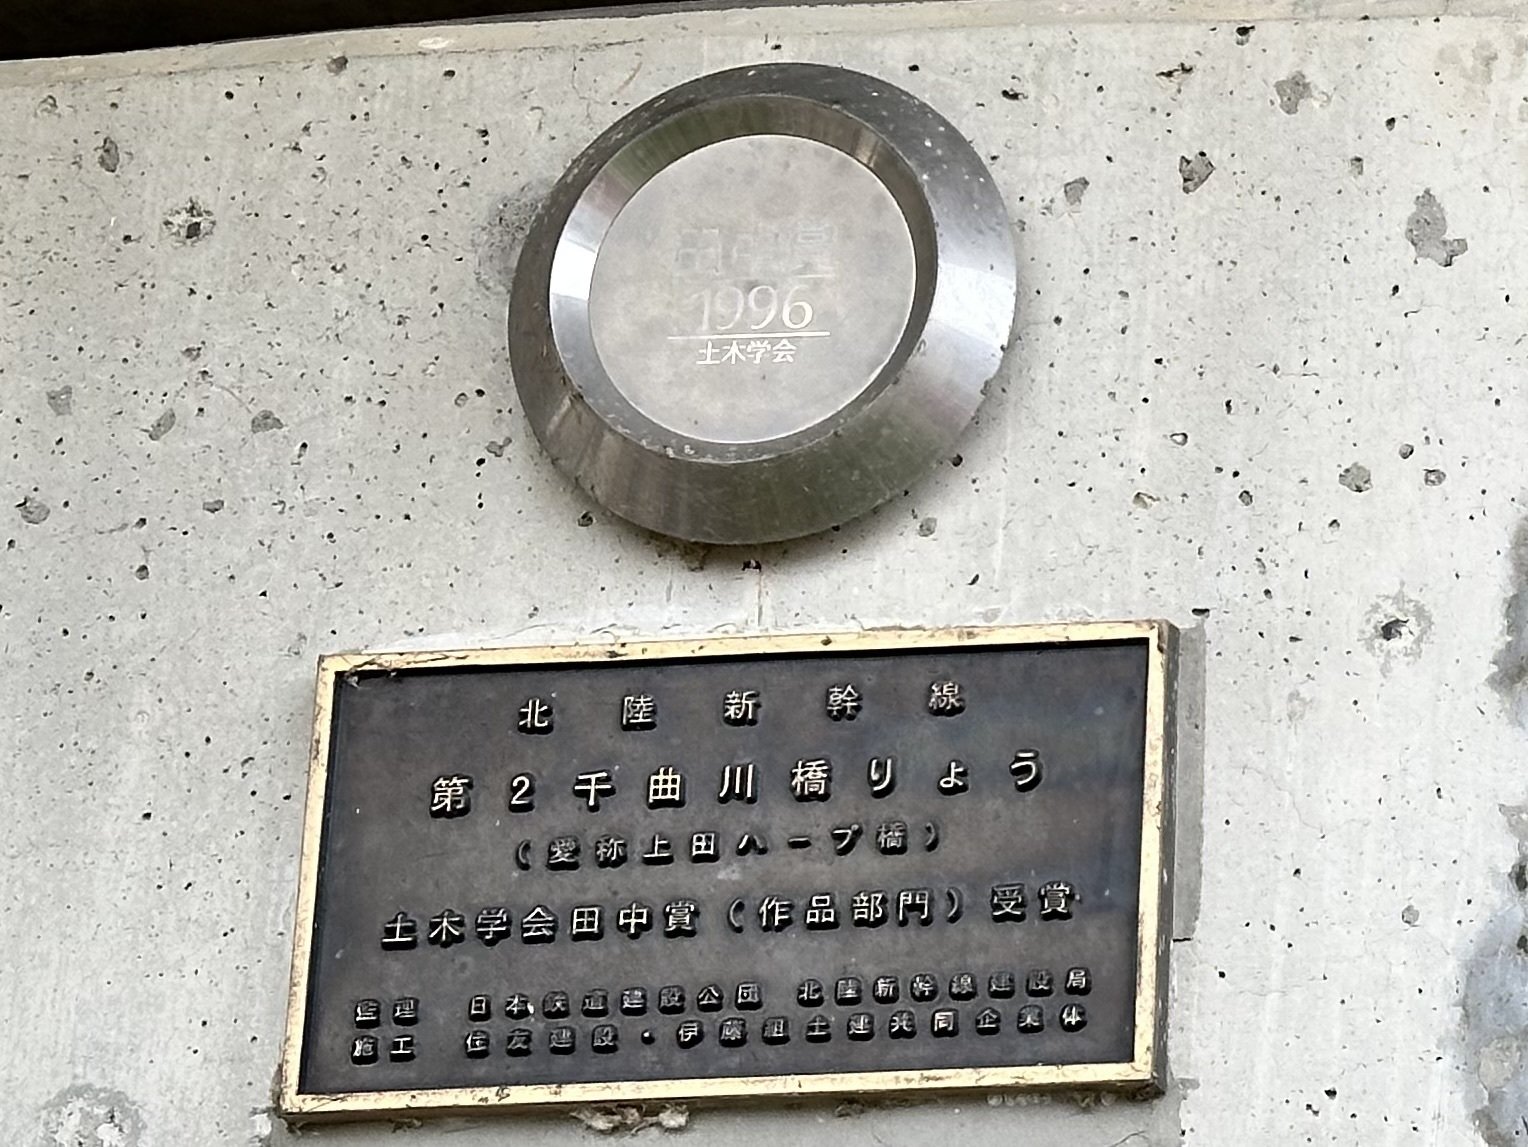 田中賞
1996
土木学会
北陸新幹線
第2千曲川橋りょう
(愛称上田ハープ橋)
土木学会田中賞(作品部門)受賞
監理 日本鉄道建設公団 北陸新幹線建設局
施工 住友建設・伊藤組土建共同企業体